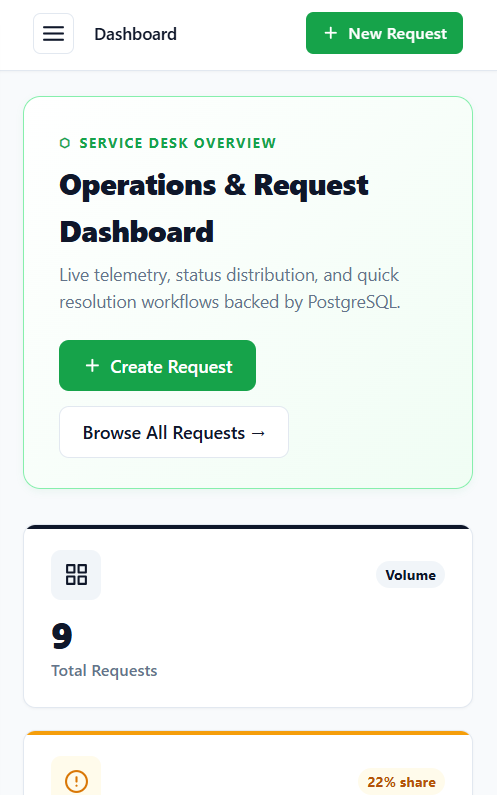 Dashboard
+ New Request
SERVICE DESK OVERVIEW
Operations & Request
Dashboard
Live telemetry, status distribution, and quick
resolution workflows backed by PostgreSQL.
+ Create Request
Browse All Requests →
Volume
9
Total Requests
22% share